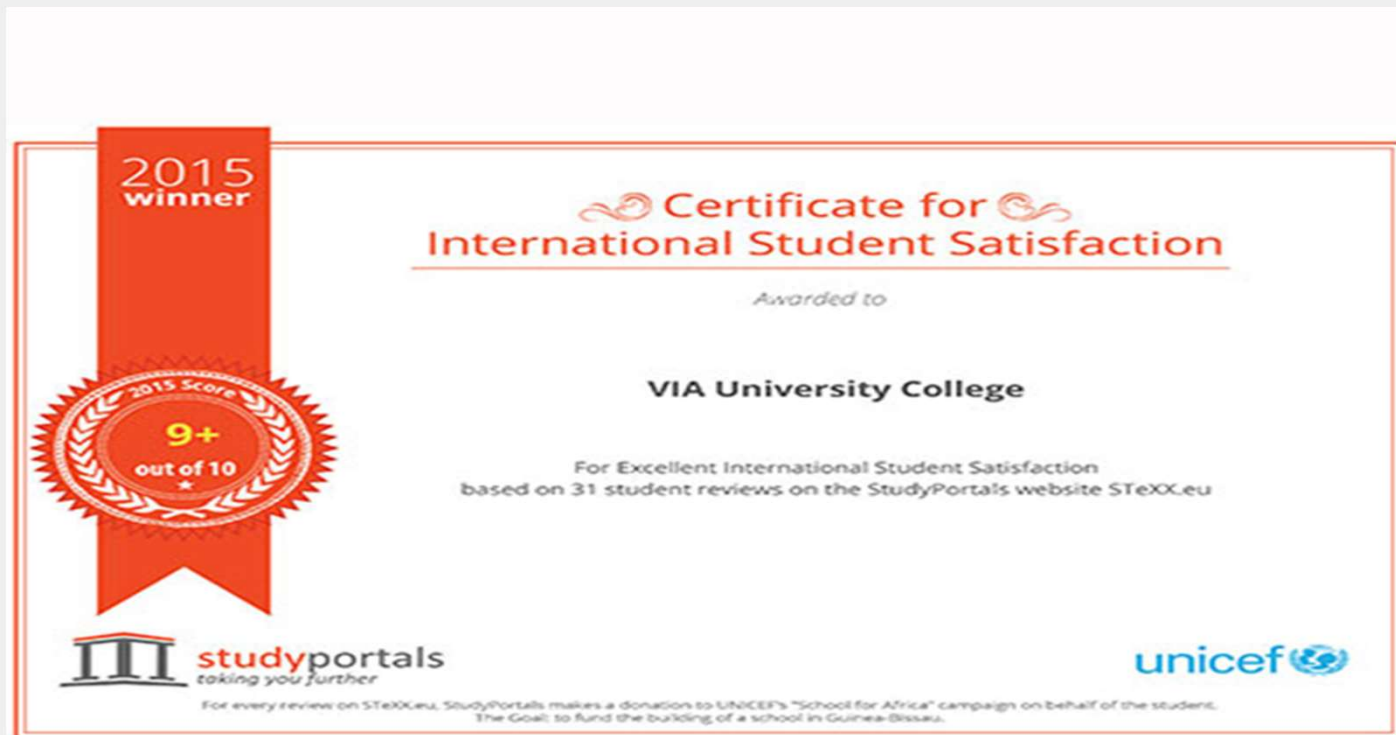 2015
winner
Certificate for
International Student Satisfaction
Awarded to
VIA University College
2015 Score
9+
out of 10
For Excellent International Student Satisfaction
based on 31 student reviews on the StudyPortals website STeXX.eu
studyportals
taking you further
unicef
For every review on STeXX.eu, StudyPortals makes a donation to UNICEF's "School for Africa" campaign on behalf of the student.
The Goal: to fund the building of a school in Guinea-Bissau.